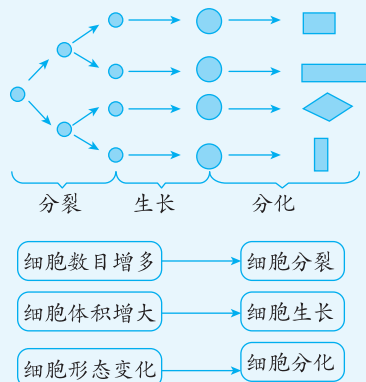 分裂 生长 分化
细胞数目增多 细胞分裂
细胞体积增大 细胞生长
细胞形态变化 细胞分化